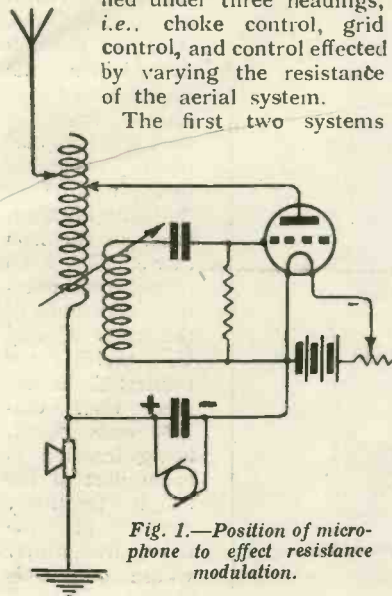 ned under three headings,
i.e.. choke control, grid
control, and control effected
by varying the resistance
of the aerial system.
The first two systems
+ -
-
Fig. 1.—Position of micro-
phone to effect resistance
modulation.